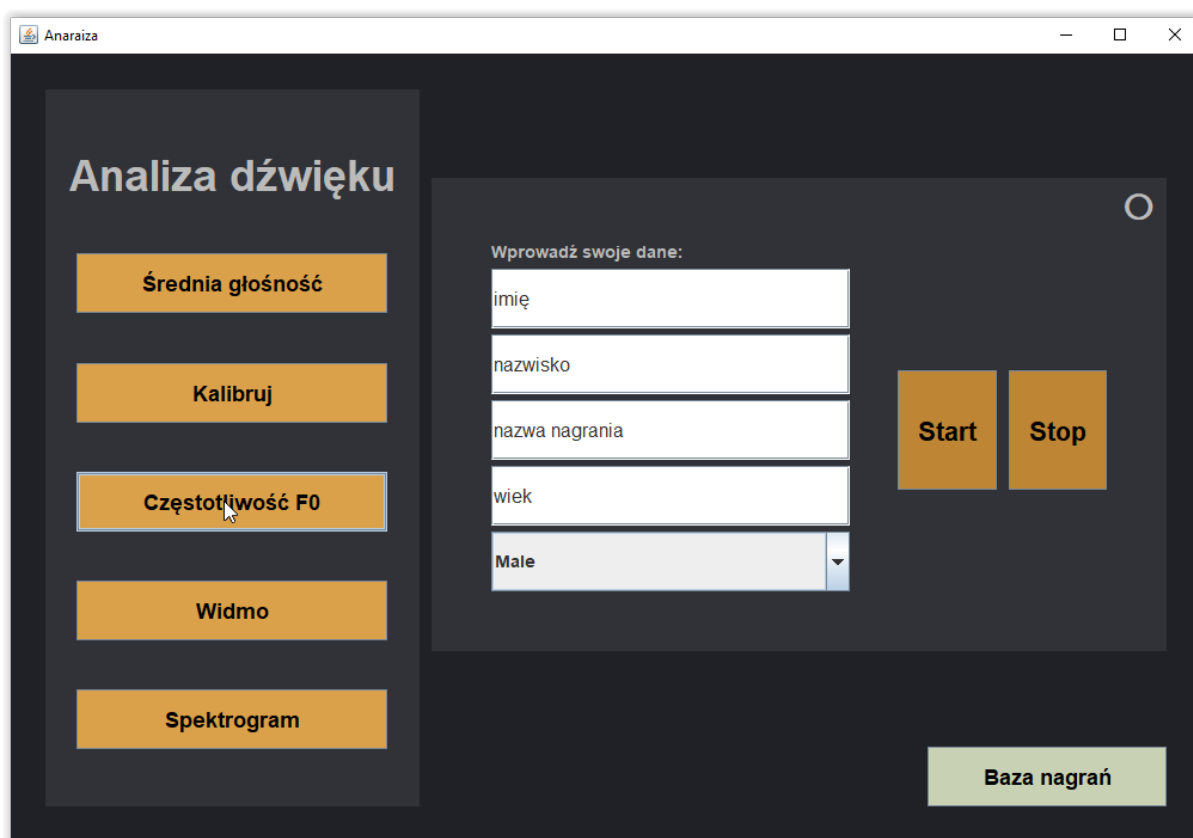 Anaraiza
Analiza dźwięku
Średnia głośność
Kalibruj
Częstotliwość F0
Widmo
Spektrogram
Wprowadź swoje dane:
imię
nazwisko
nazwa nagrania
wiek
Male
Start
Stop
Baza nagrań